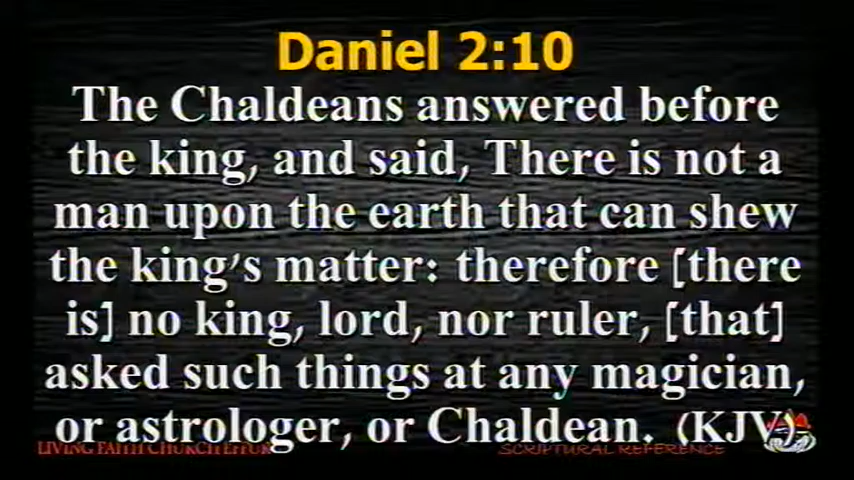 Daniel 2:10
The Chaldeans answered before
the king, and said, There is not a
man upon the earth that can shew
the king's matter: therefore [there
is] no king, lord, nor ruler, [that]
asked such things at any magician,
or astrologer, or Chaldean. (KJV)
LIVING FAITH CHURCH EFFURUN SCRIPTURAL REFERENCE